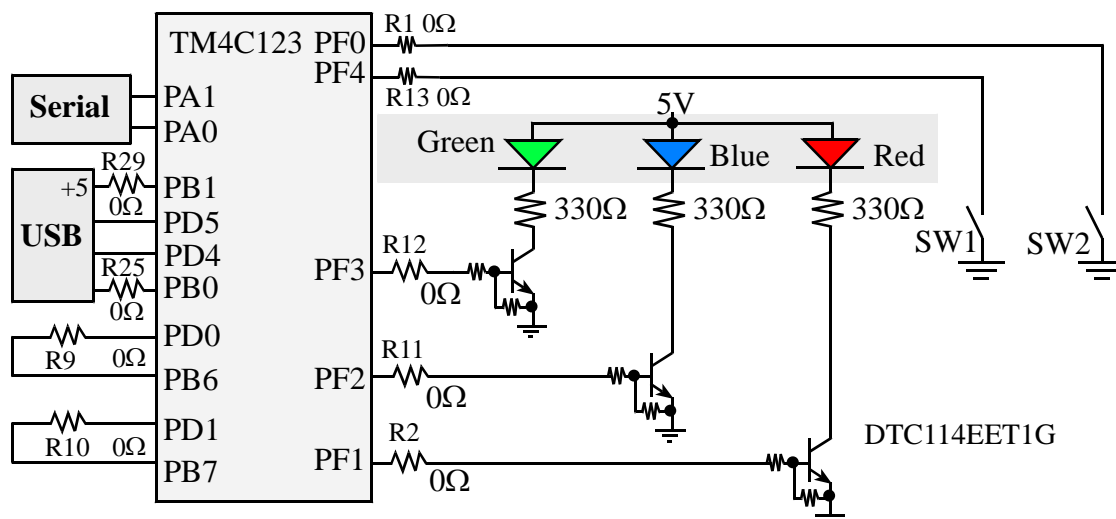 TM4C123
PF0
PF4
R1 0Ω
R13 0Ω
Serial
PA1
PA0
R29
0Ω
+5
USB
PB1
PD5
PD4
R25
0Ω
PB0
PD0
R9
0Ω
PB6
PD1
R10
0Ω
PB7
5V
Green
Blue
Red
330Ω
330Ω
330Ω
SW1
SW2
PF3
R12
0Ω
PF2
R11
0Ω
PF1
R2
0Ω
DTC114EET1G